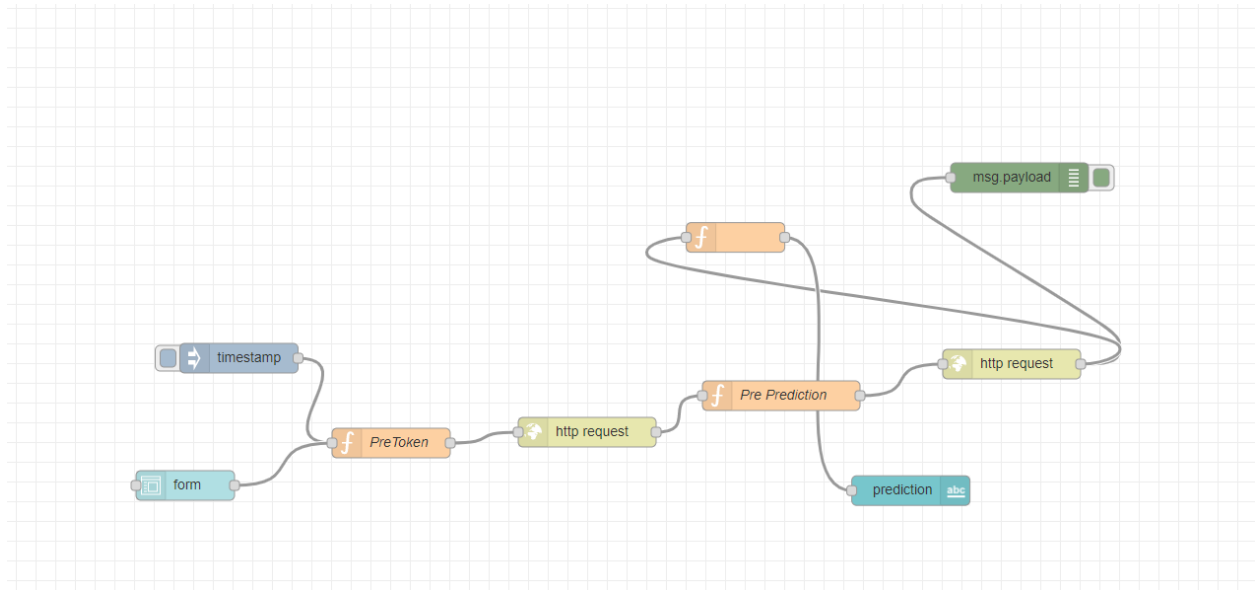 msg.payload
timestamp
http request
Pre Prediction
http request
PreToken
form
prediction
abc